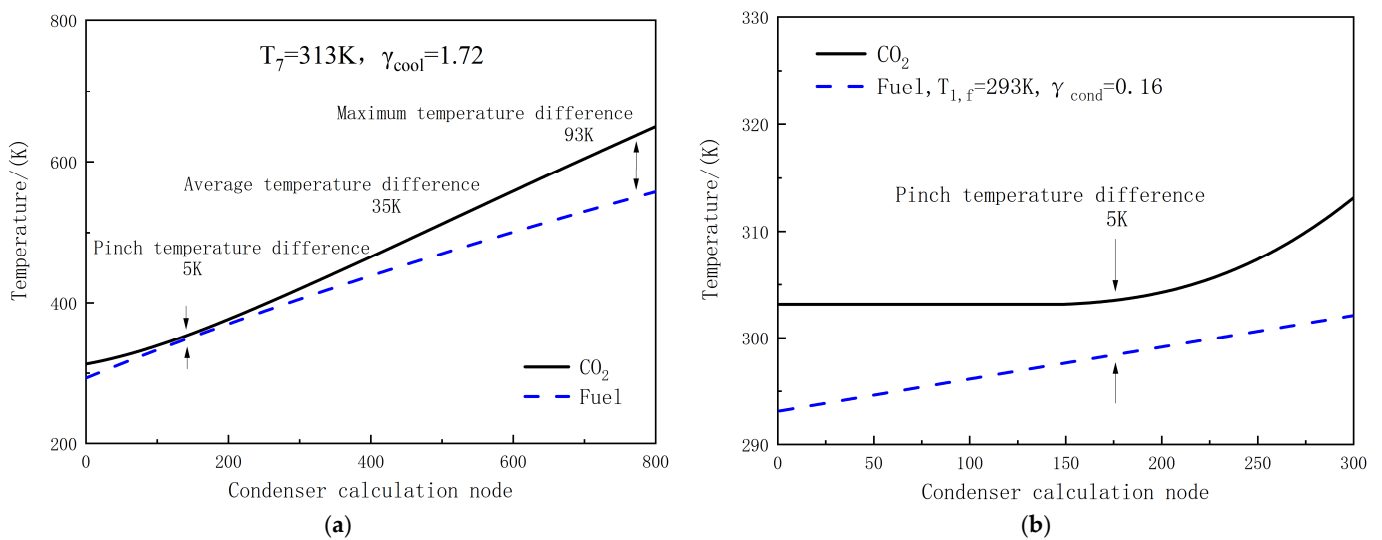 800
600
400
200
Temperature/(K)
T7=313K, γcool=1.72
Maximum temperature difference
93K
Average temperature difference
35K
Pinch temperature difference
5K
CO2
Fuel
0 200 400 600 800
Condenser calculation node
(a)
330
320
310
300
290
Temperature/(K)
CO2
Fuel, T1,f=293K, γ cond=0.16
Pinch temperature difference
5K
0 50 100 150 200 250 300
Condenser calculation node
(b)